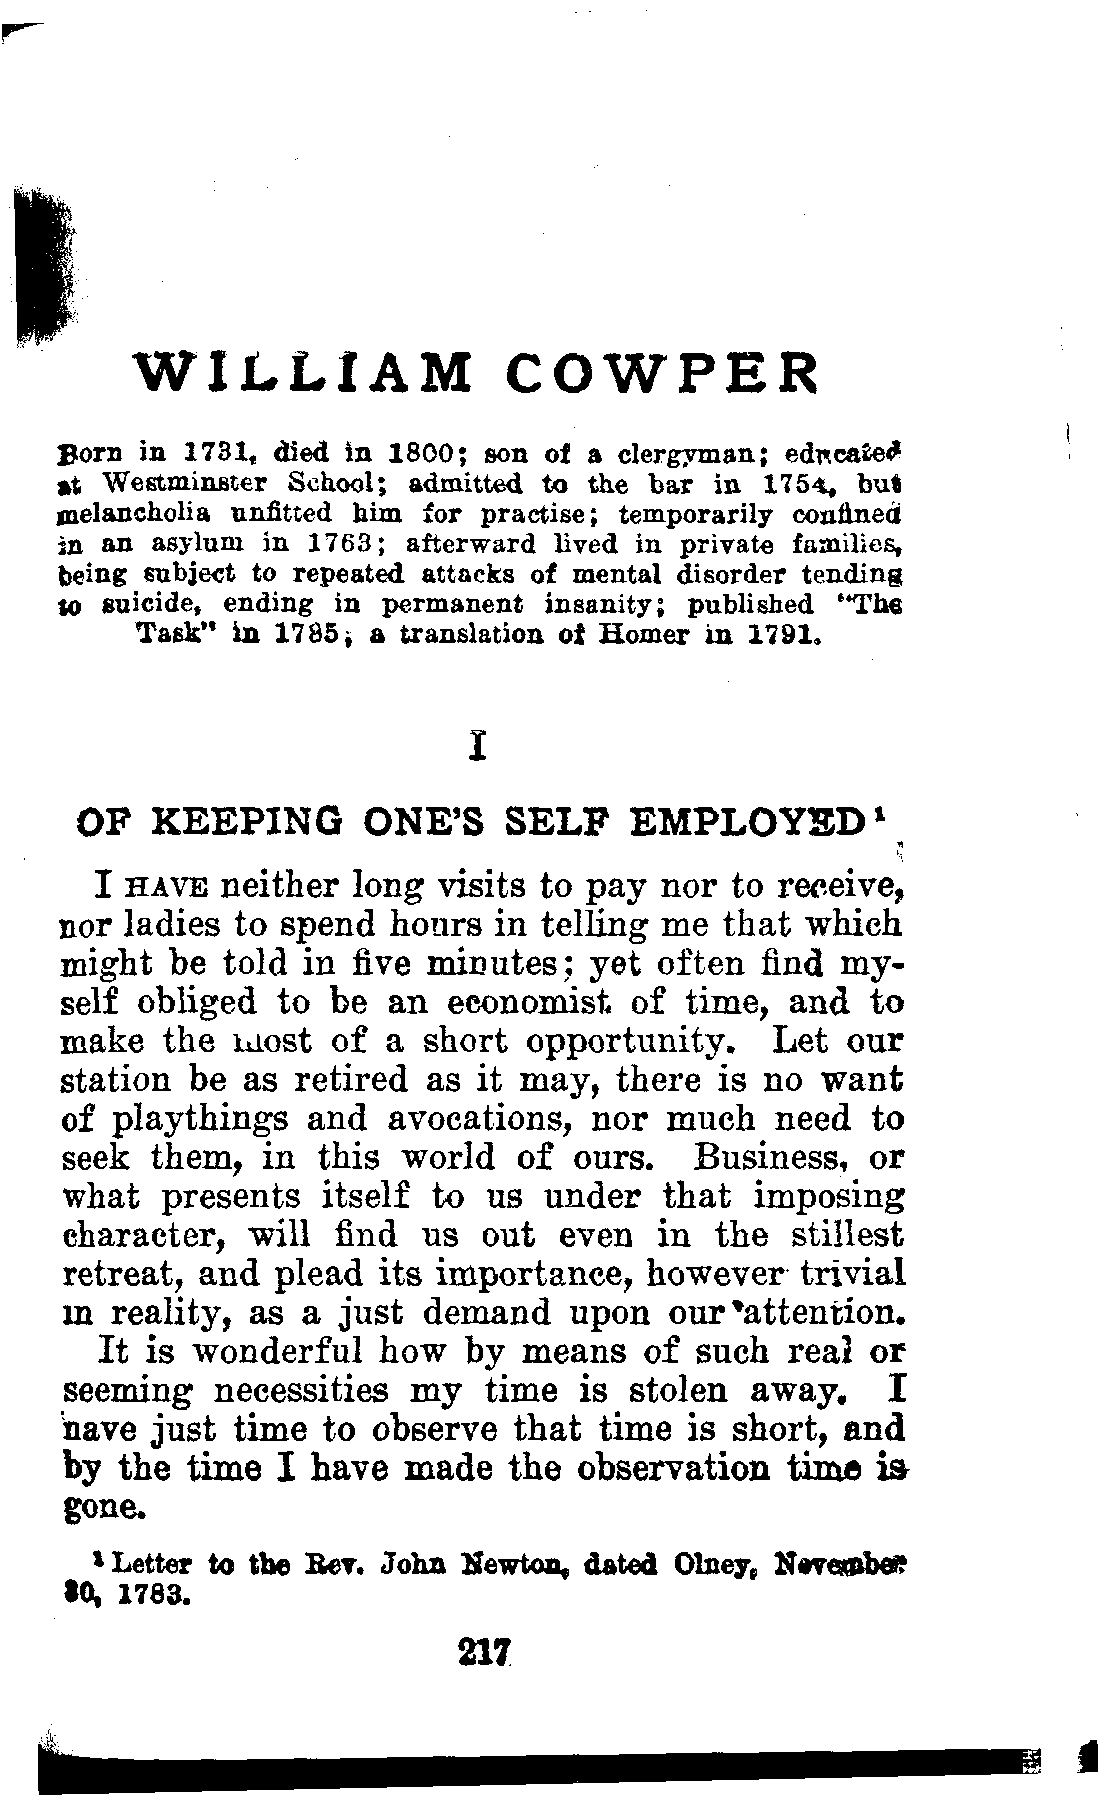 WILLIAM COWPER
Born in 1731, died in 1800; son of a clergyman; educated
at Westminster School; admitted to the bar in 1754, but
melancholia unfitted him for practise; temporarily confined
in an asylum in 1763; afterward lived in private families,
being subject to repeated attacks of mental disorder tending
to suicide, ending in permanent insanity; published "The
Task" in 1785; a translation of Homer in 1791.
I
OF KEEPING ONE'S SELF EMPLOYED¹
I HAVE neither long visits to pay nor to receive,
nor ladies to spend hours in telling me that which
might be told in five minutes; yet often find my-
self obliged to be an economist of time, and to
make the most of a short opportunity. Let our
station be as retired as it may, there is no want
of playthings and avocations, nor much need to
seek them, in this world of ours. Business, or
what presents itself to us under that imposing
character, will find us out even in the stillest
retreat, and plead its importance, however trivial
in reality, as a just demand upon our attention.
It is wonderful how by means of such real or
seeming necessities my time is stolen away. I
have just time to observe that time is short, and
by the time I have made the observation time is
gone.
¹ Letter to the Rev. John Newton, dated Olney, November
30, 1783.
217